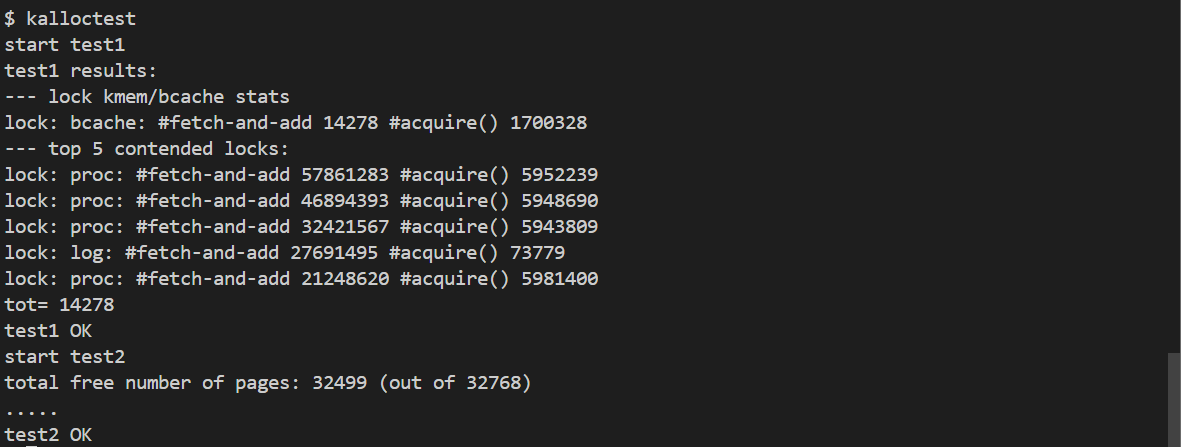 $ kalloctest
start test1
test1 results:
--- lock kmem/bcache stats
lock: bcache: #fetch-and-add 14278 #acquire() 1700328
--- top 5 contended locks:
lock: proc: #fetch-and-add 57861283 #acquire() 5952239
lock: proc: #fetch-and-add 46894393 #acquire() 5948690
lock: proc: #fetch-and-add 32421567 #acquire() 5943809
lock: log: #fetch-and-add 27691495 #acquire() 73779
lock: proc: #fetch-and-add 21248620 #acquire() 5981400
tot= 14278
test1 OK
start test2
total free number of pages: 32499 (out of 32768)
.....
test2 OK